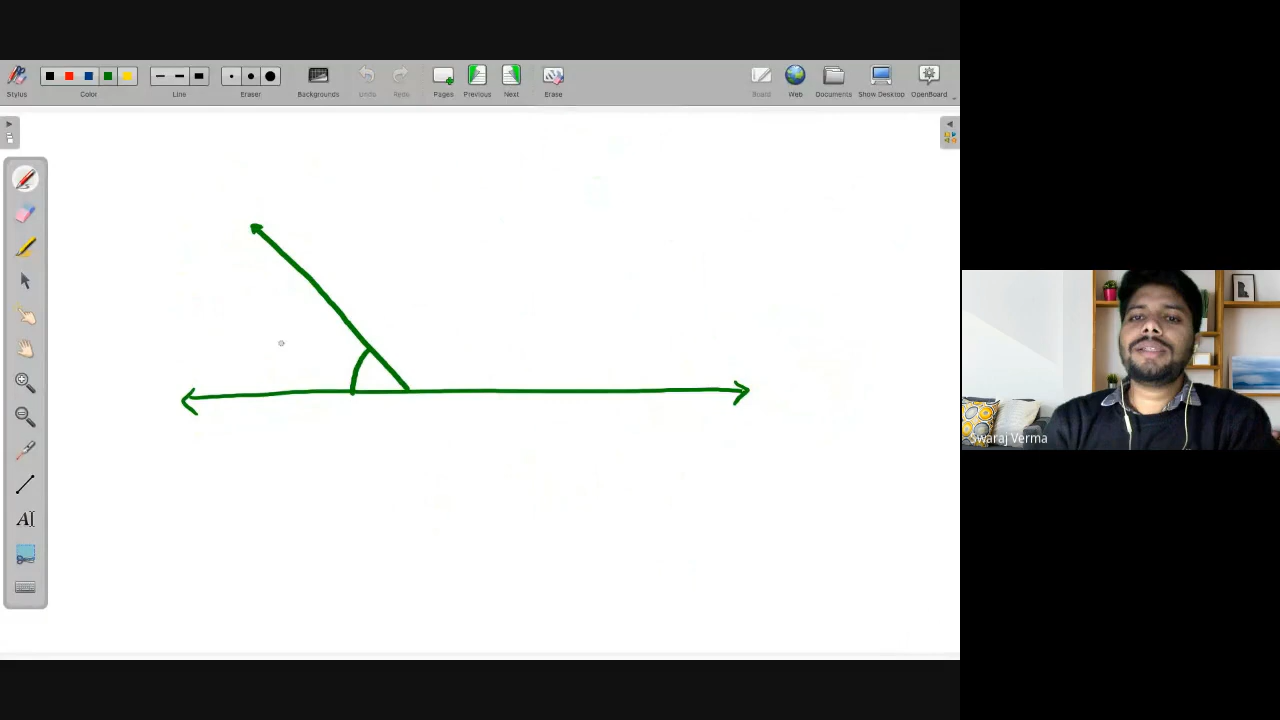 Stylus
Color
Line
Eraser
Backgrounds
Undo
Redo
Pages
Previous
Next
Erase
Board
Web
Documents
Show Desktop
OpenBoard
AI
Swaraj Verma